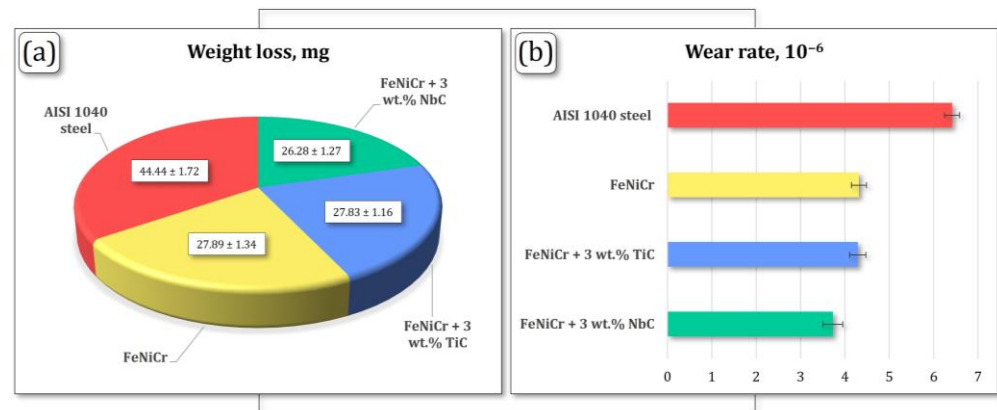 (a)
Weight loss, mg
FeNiCr + 3
wt.% NbC
AISI 1040
steel
26.28 ± 1.27
44.44 ± 1.72
27.83 ± 1.16
27.89 ± 1.34
FeNiCr + 3
wt.% TiC
FeNiCr
(b)
Wear rate, 10⁻⁶
AISI 1040 steel
FeNiCr
FeNiCr + 3 wt.% TiC
FeNiCr + 3 wt.% NbC
0 1 2 3 4 5 6 7